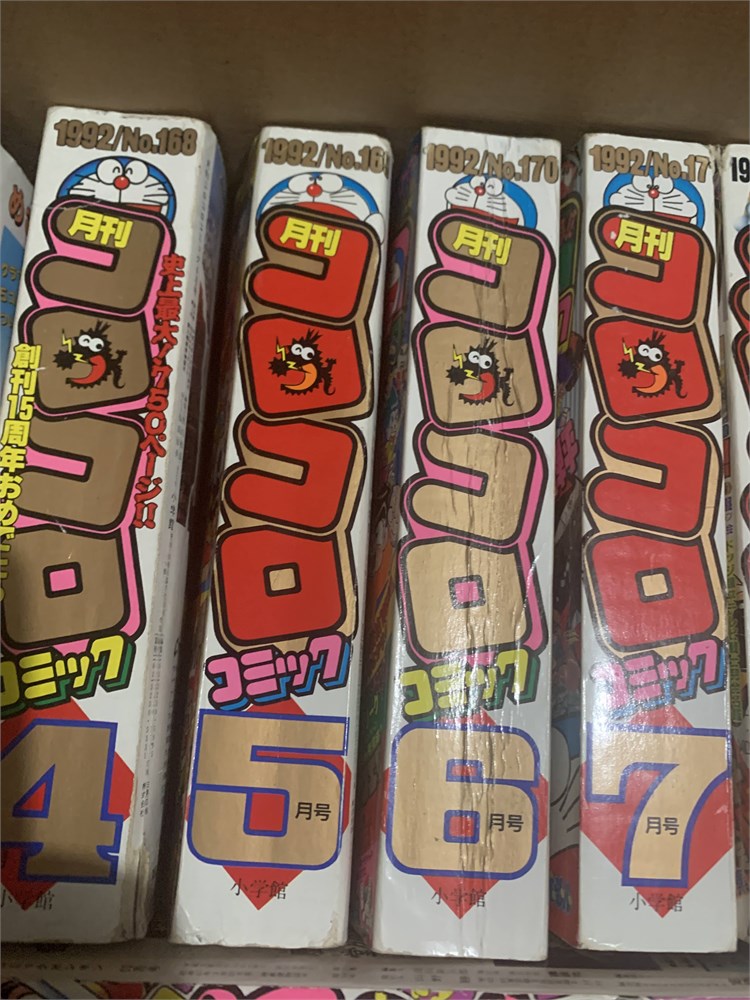 1992/No.168
月刊
コロコロ
コミック
4
小学館
史上最大!750ページ!!
創刊15周年おめでとう
1992/No.16
月刊
コロコロ
コミック
5
月号
小学館
1992/No.170
月刊
コロコロ
コミック
6
月号
小学館
1992/No.17
月刊
コロコロ
コミック
7
月号
小学館
19
め